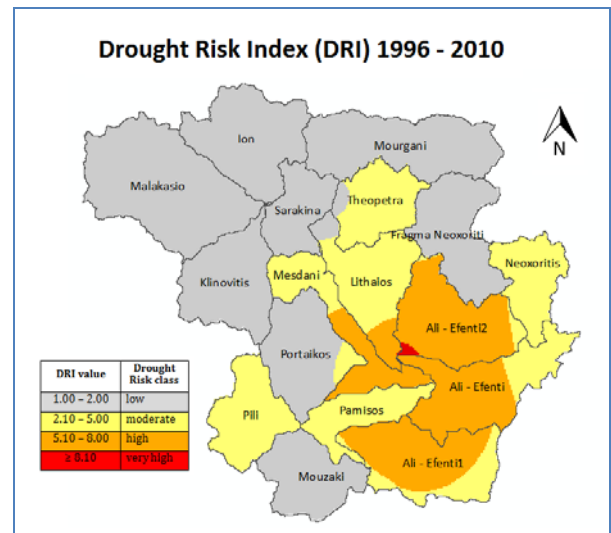 Drought Risk Index (DRI) 1996 - 2010
Ion
Mourgani
N
Malakasio
Theopetra
Sarakina
Fragma Neoxoriti
Neoxoritis
Klinovitis
Mesdani
Lithalos
Ali - Efenti2
Portaikos
DRI value Drought Risk class
1.00 – 2.00 low
2.10 – 5.00 moderate
5.10 – 8.00 high
≥ 8.10 very high
Ali - Efenti
Pili
Pamisos
Ali - Efenti1
Mouzaki